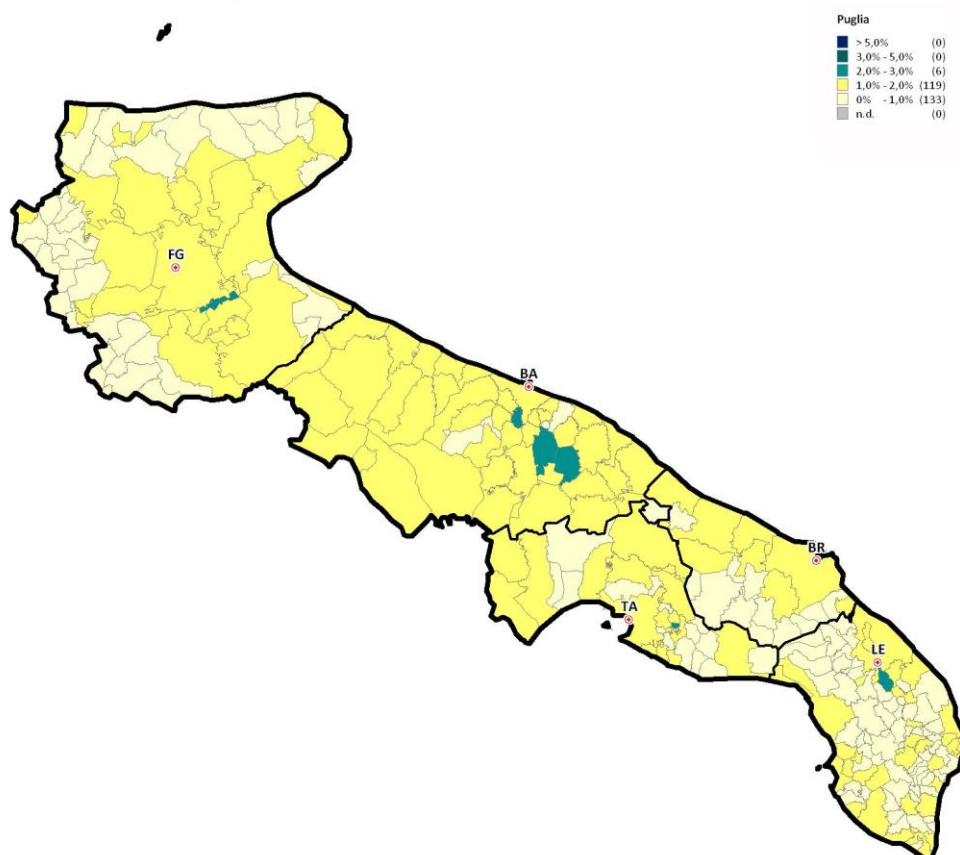 Puglia
> 5,0% (0)
3,0% - 5,0% (0)
2,0% - 3,0% (6)
1,0% - 2,0% (119)
0% - 1,0% (133)
n.d. (0)
FG
BA
BR
TA
LE